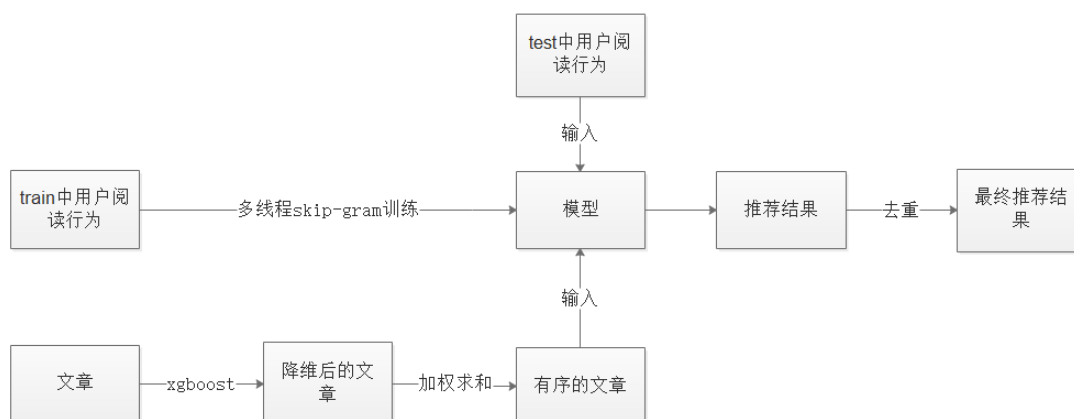 test中用户阅
读行为
输入
train中用户阅
读行为
多线程skip-gram训练
模型
推荐结果
去重
最终推荐结
果
输入
文章
xgboost
降维后的文
章
加权求和
有序的文章